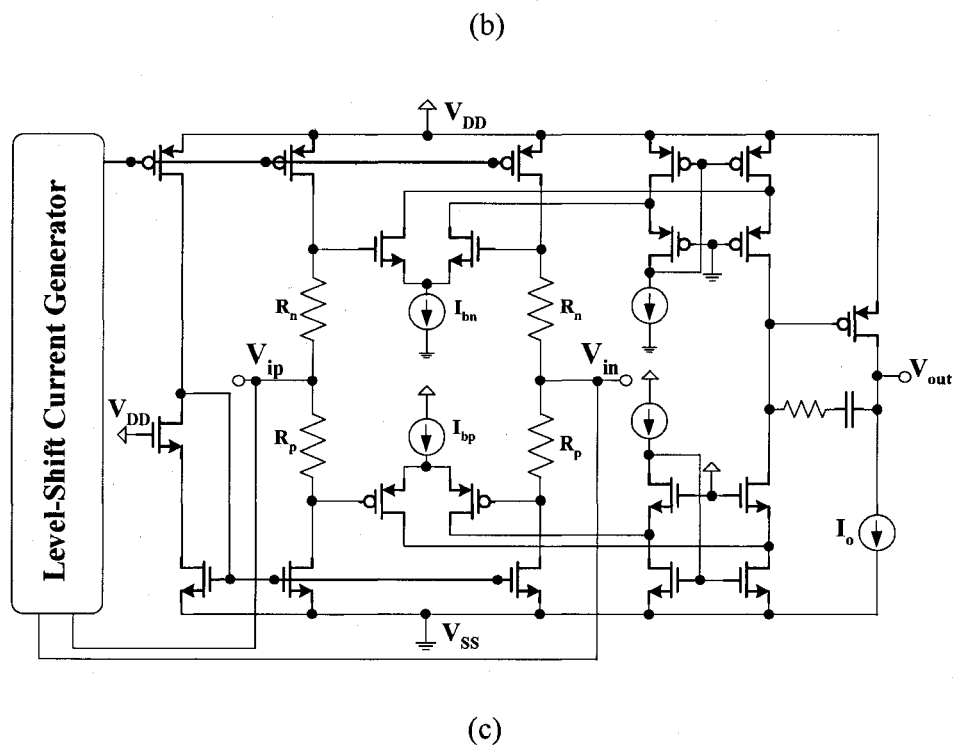 (b)
V_DD
Level-Shift Current Generator
R_n
I_bn
R_n
V_ip
V_in
V_out
V_DD
I_bp
R_p
R_p
I_o
V_SS
(c)